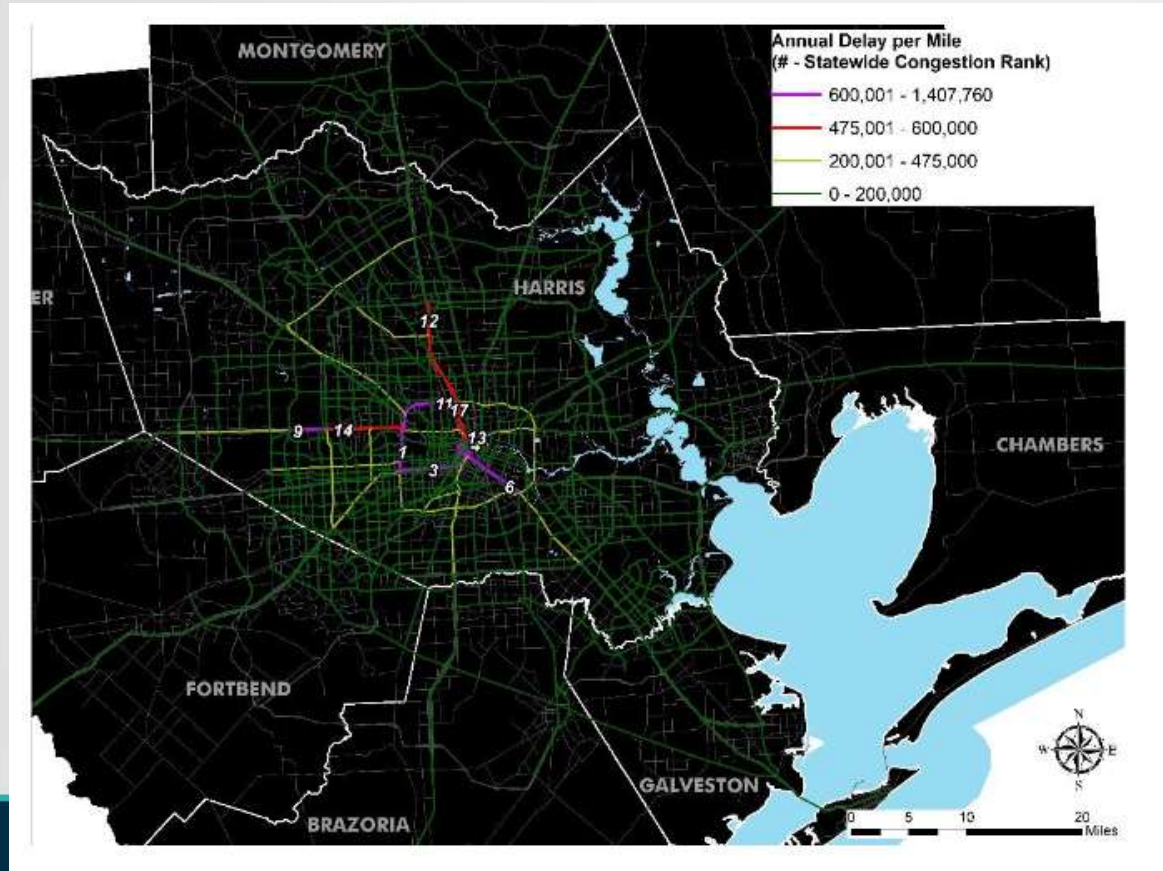 Annual Delay per Mile
(# - Statewide Congestion Rank)
600,001 - 1,407,760
475,001 - 600,000
200,001 - 475,000
0 - 200,000
MONTGOMERY
HARRIS
ER
12
11
17
9
14
13
1
3
6
CHAMBERS
FORTBEND
GALVESTON
BRAZORIA
N
W
E
S
0 5 10 20
Miles